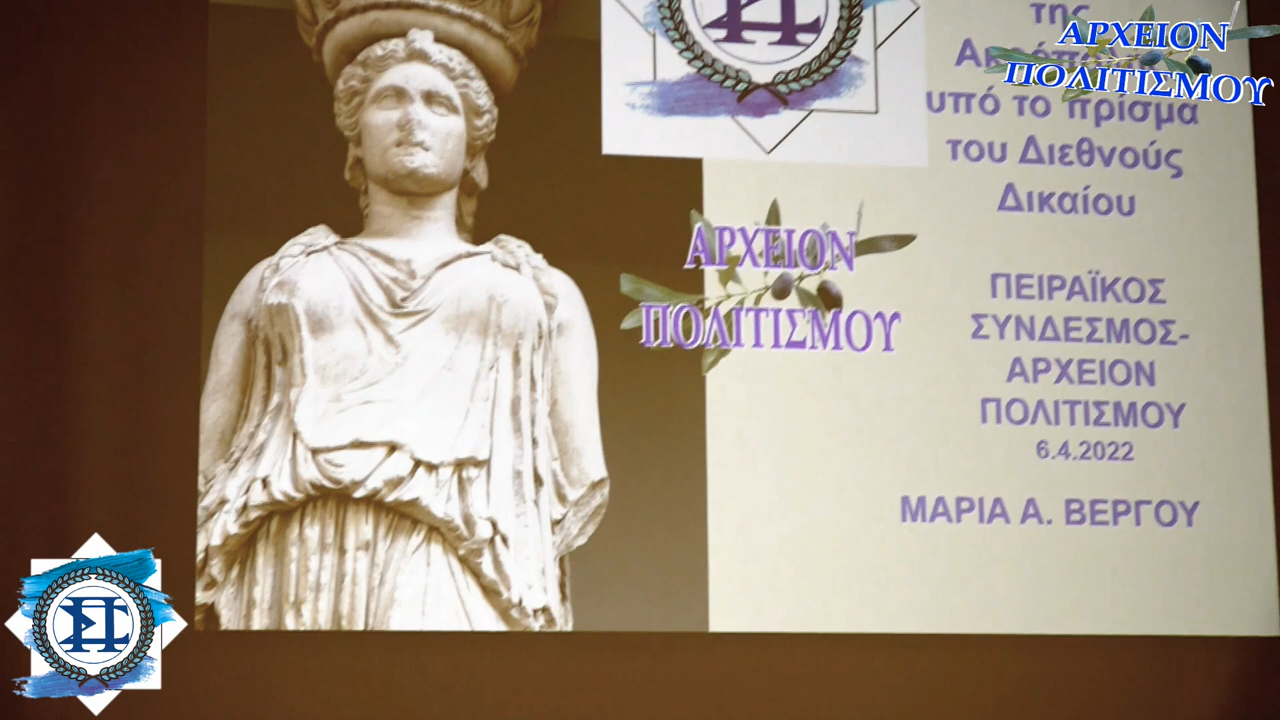 της
υπό το πρίσμα
του Διεθνούς
Δικαίου
ΠΕΙΡΑΪΚΟΣ
ΣΥΝΔΕΣΜΟΣ-
ΑΡΧΕΙΟΝ
ΠΟΛΙΤΙΣΜΟΥ
6.4.2022
ΜΑΡΙΑ Α. ΒΕΡΓΟΥ
ΑΡΧΕΙΟΝ
ΠΟΛΙΤΙΣΜΟΥ
ΑΡΧΕΙΟΝ
ΠΟΛΙΤΙΣΜΟΥ